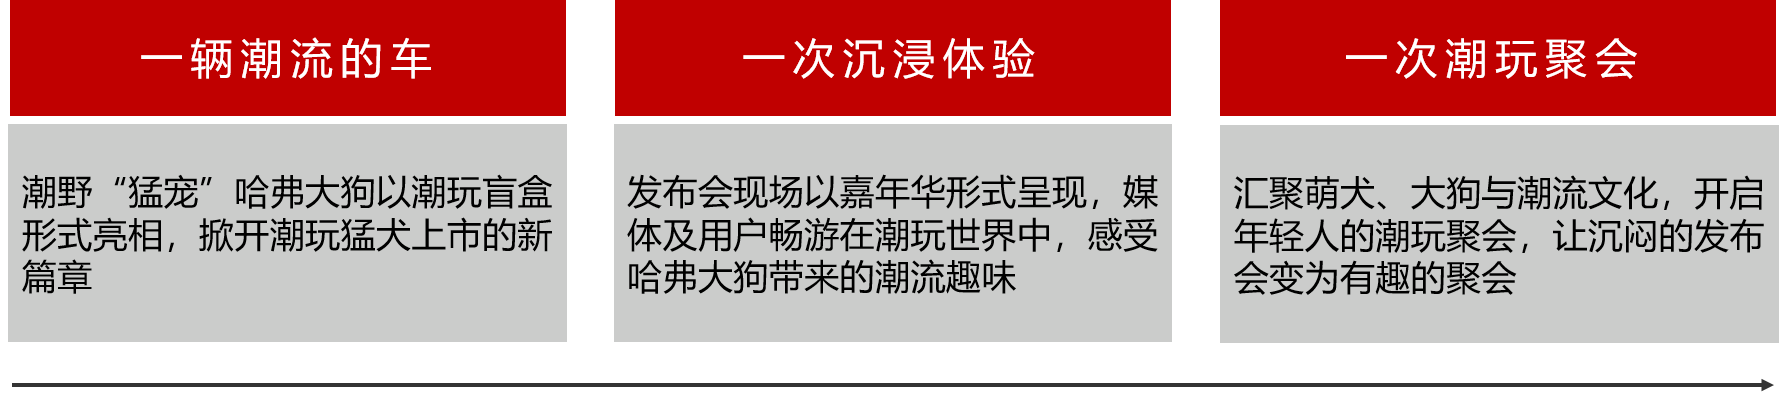 一辆潮流的车
潮野“猛宠”哈弗大狗以潮玩盲盒
形式亮相，掀开潮玩猛犬上市的新
篇章
一次沉浸体验
发布会现场以嘉年华形式呈现，媒
体及用户畅游在潮玩世界中，感受
哈弗大狗带来的潮流趣味
一次潮玩聚会
汇聚萌犬、大狗与潮流文化，开启
年轻人的潮玩聚会，让沉闷的发布
会变为有趣的聚会